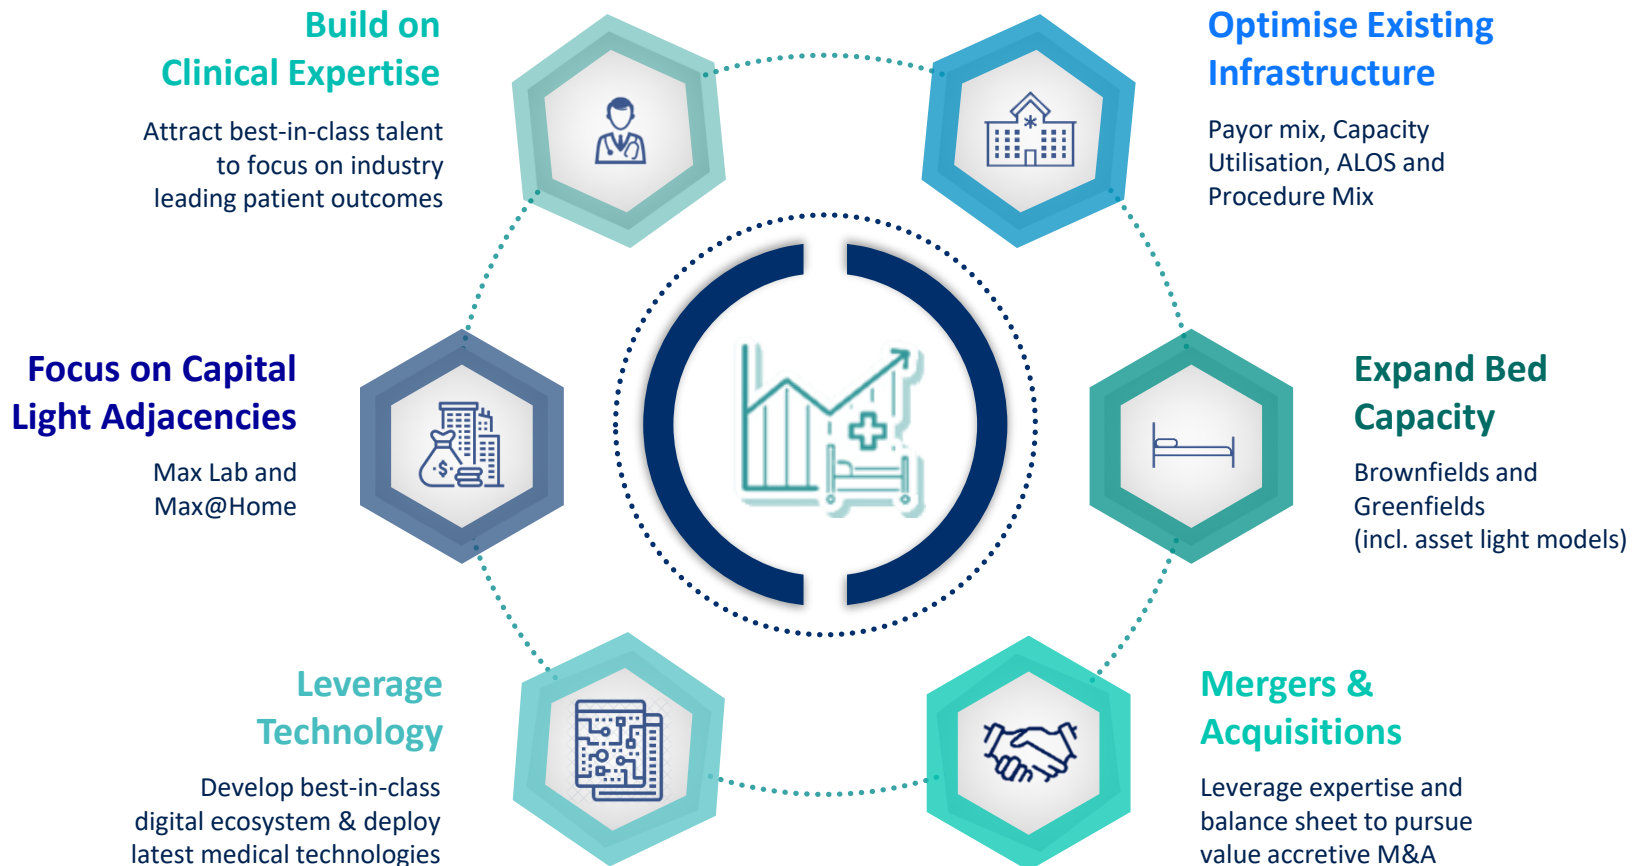 Build on
Clinical Expertise
Attract best-in-class talent
to focus on industry
leading patient outcomes
Optimise Existing
Infrastructure
Payor mix, Capacity
Utilisation, ALOS and
Procedure Mix
Focus on Capital
Light Adjacencies
Max Lab and
Max@Home
$
Expand Bed
Capacity
Brownfields and
Greenfields
(incl. asset light models)
Leverage
Technology
Develop best-in-class
digital ecosystem & deploy
latest medical technologies
Mergers &
Acquisitions
Leverage expertise and
balance sheet to pursue
value accretive M&A